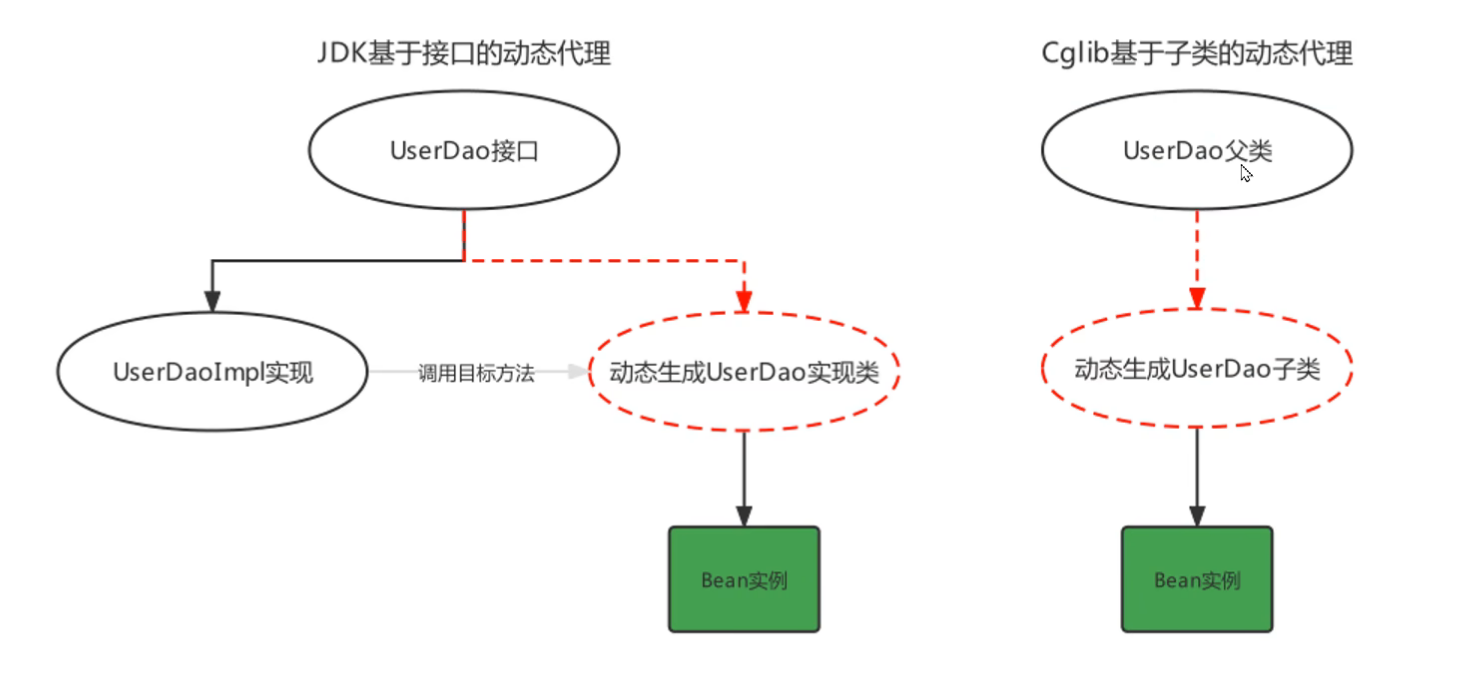 JDK基于接口的动态代理
Cglib基于子类的动态代理
UserDao接口
UserDao父类
UserDaoImpl实现
调用目标方法
动态生成UserDao实现类
动态生成UserDao子类
Bean实例
Bean实例